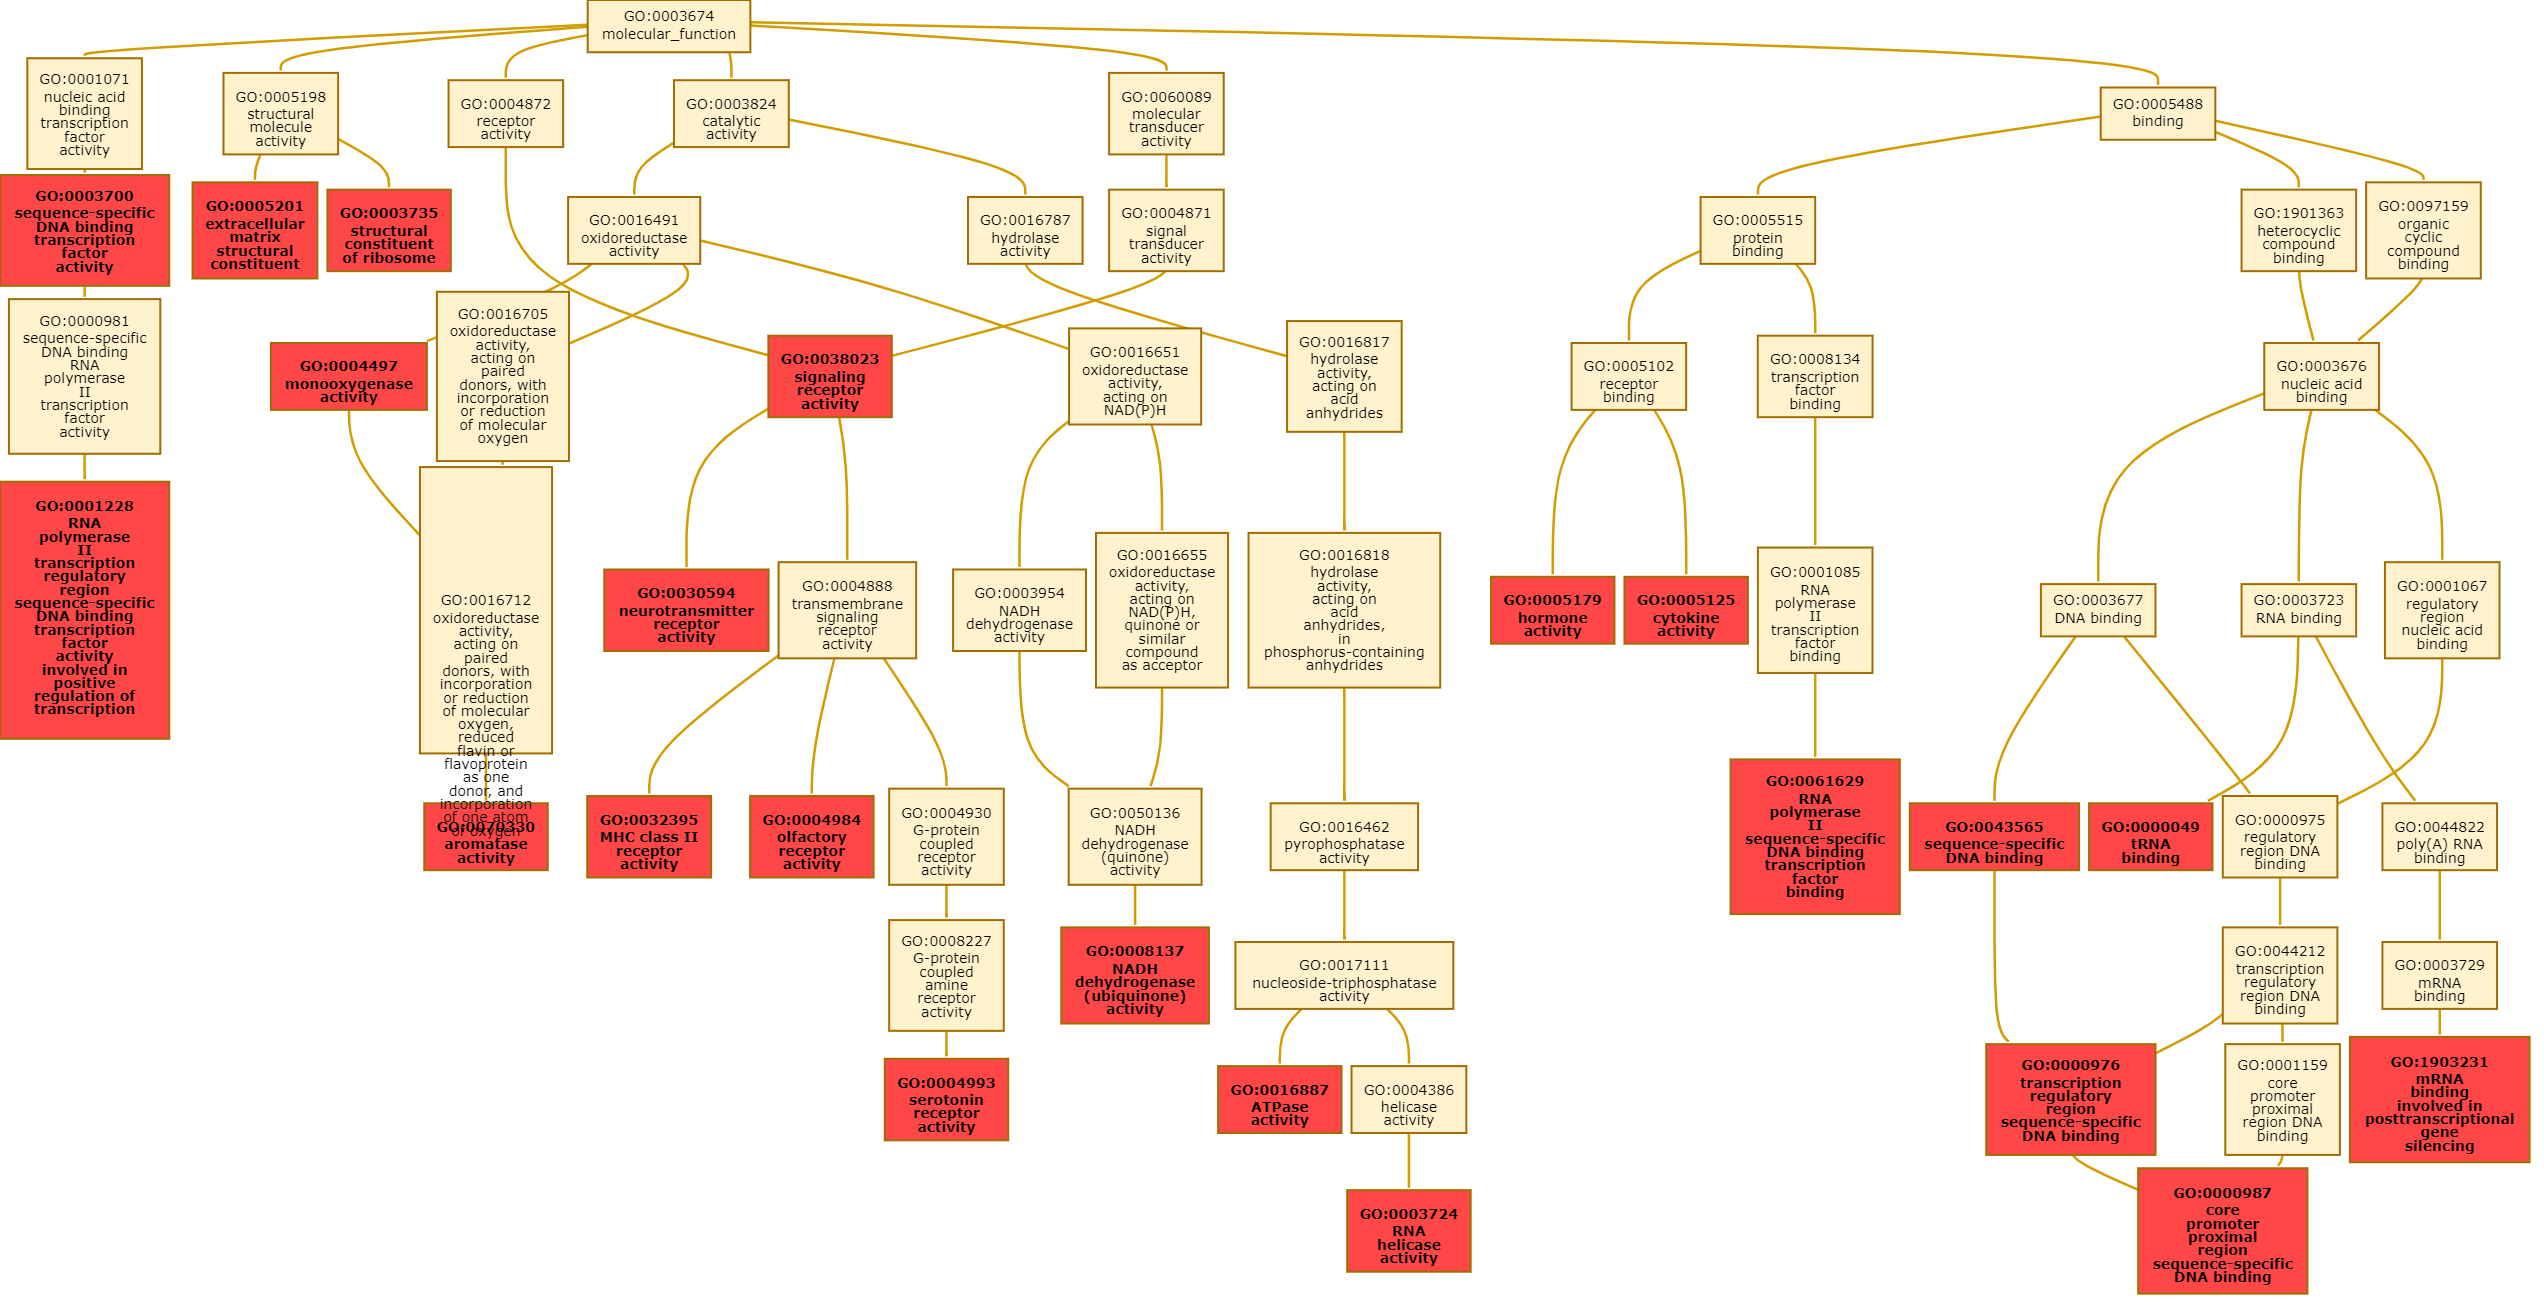 GO:0003674
molecular_function
GO:0001071
nucleic acid
binding
transcription
factor
activity
GO:0005198
structural
molecule
activity
GO:0004872
receptor
activity
GO:0003824
catalytic
activity
GO:0060089
molecular
transducer
activity
GO:0005488
binding
GO:0003700
sequence-specific
DNA binding
transcription
factor
activity
GO:0005201
extracellular
matrix
structural
constituent
GO:0003735
structural
constituent
of ribosome
GO:0016491
oxidoreductase
activity
GO:0016787
hydrolase
activity
GO:0004871
signal
transducer
activity
GO:0005515
protein
binding
GO:1901363
heterocyclic
compound
binding
GO:0097159
organic
cyclic
compound
binding
GO:0000981
sequence-specific
DNA binding
RNA
polymerase
II
transcription
factor
activity
GO:0004497
monooxygenase
activity
GO:0016705
oxidoreductase
activity,
acting on
paired
donors, with
incorporation
or reduction
of molecular
oxygen
GO:0038023
signaling
receptor
activity
GO:0016651
oxidoreductase
activity,
acting on
NAD(P)H
GO:0016817
hydrolase
activity,
acting on
acid
anhydrides
GO:0005102
receptor
binding
GO:0008134
transcription
factor
binding
GO:0003676
nucleic acid
binding
GO:0001228
RNA
polymerase
II
transcription
regulatory
region
sequence-specific
DNA binding
transcription
factor
activity
involved in
positive
regulation of
transcription
GO:0016712
oxidoreductase
activity,
acting on
paired
donors, with
incorporation
or reduction
of molecular
oxygen,
reduced
flavin or
flavoprotein
as one
donor, and
incorporation
of one atom
of oxygen
GO:0070330
aromatase
activity
GO:0030594
neurotransmitter
receptor
activity
GO:0004888
transmembrane
signaling
receptor
activity
GO:0003954
NADH
dehydrogenase
activity
GO:0016655
oxidoreductase
activity,
acting on
NAD(P)H,
quinone or
similar
compound
as acceptor
GO:0016818
hydrolase
activity,
acting on
acid
anhydrides,
in
phosphorus-containing
anhydrides
GO:0005179
hormone
activity
GO:0005125
cytokine
activity
GO:0001085
RNA
polymerase
II
transcription
factor
binding
GO:0003677
DNA binding
GO:0003723
RNA binding
GO:0001067
regulatory
region
nucleic acid
binding
GO:0032395
MHC class II
receptor
activity
GO:0004984
olfactory
receptor
activity
GO:0004930
G-protein
coupled
receptor
activity
GO:0050136
NADH
dehydrogenase
(quinone)
activity
GO:0016462
pyrophosphatase
activity
GO:0061629
RNA
polymerase
II
sequence-specific
DNA binding
transcription
factor
binding
GO:0043565
sequence-specific
DNA binding
GO:0000049
tRNA
binding
GO:0000975
regulatory
region DNA
binding
GO:0044822
poly(A) RNA
binding
GO:0008227
G-protein
coupled
amine
receptor
activity
GO:0008137
NADH
dehydrogenase
(ubiquinone)
activity
GO:0017111
nucleoside-triphosphatase
activity
GO:0044212
transcription
regulatory
region DNA
binding
GO:0003729
mRNA
binding
GO:0004993
serotonin
receptor
activity
GO:0016887
ATPase
activity
GO:0004386
helicase
activity
GO:0000976
transcription
regulatory
region
sequence-specific
DNA binding
GO:0001159
core
promoter
proximal
region DNA
binding
GO:1903231
mRNA
binding
involved in
posttranscriptional
gene
silencing
GO:0003724
RNA
helicase
activity
GO:0000987
core
promoter
proximal
region
sequence-specific
DNA binding